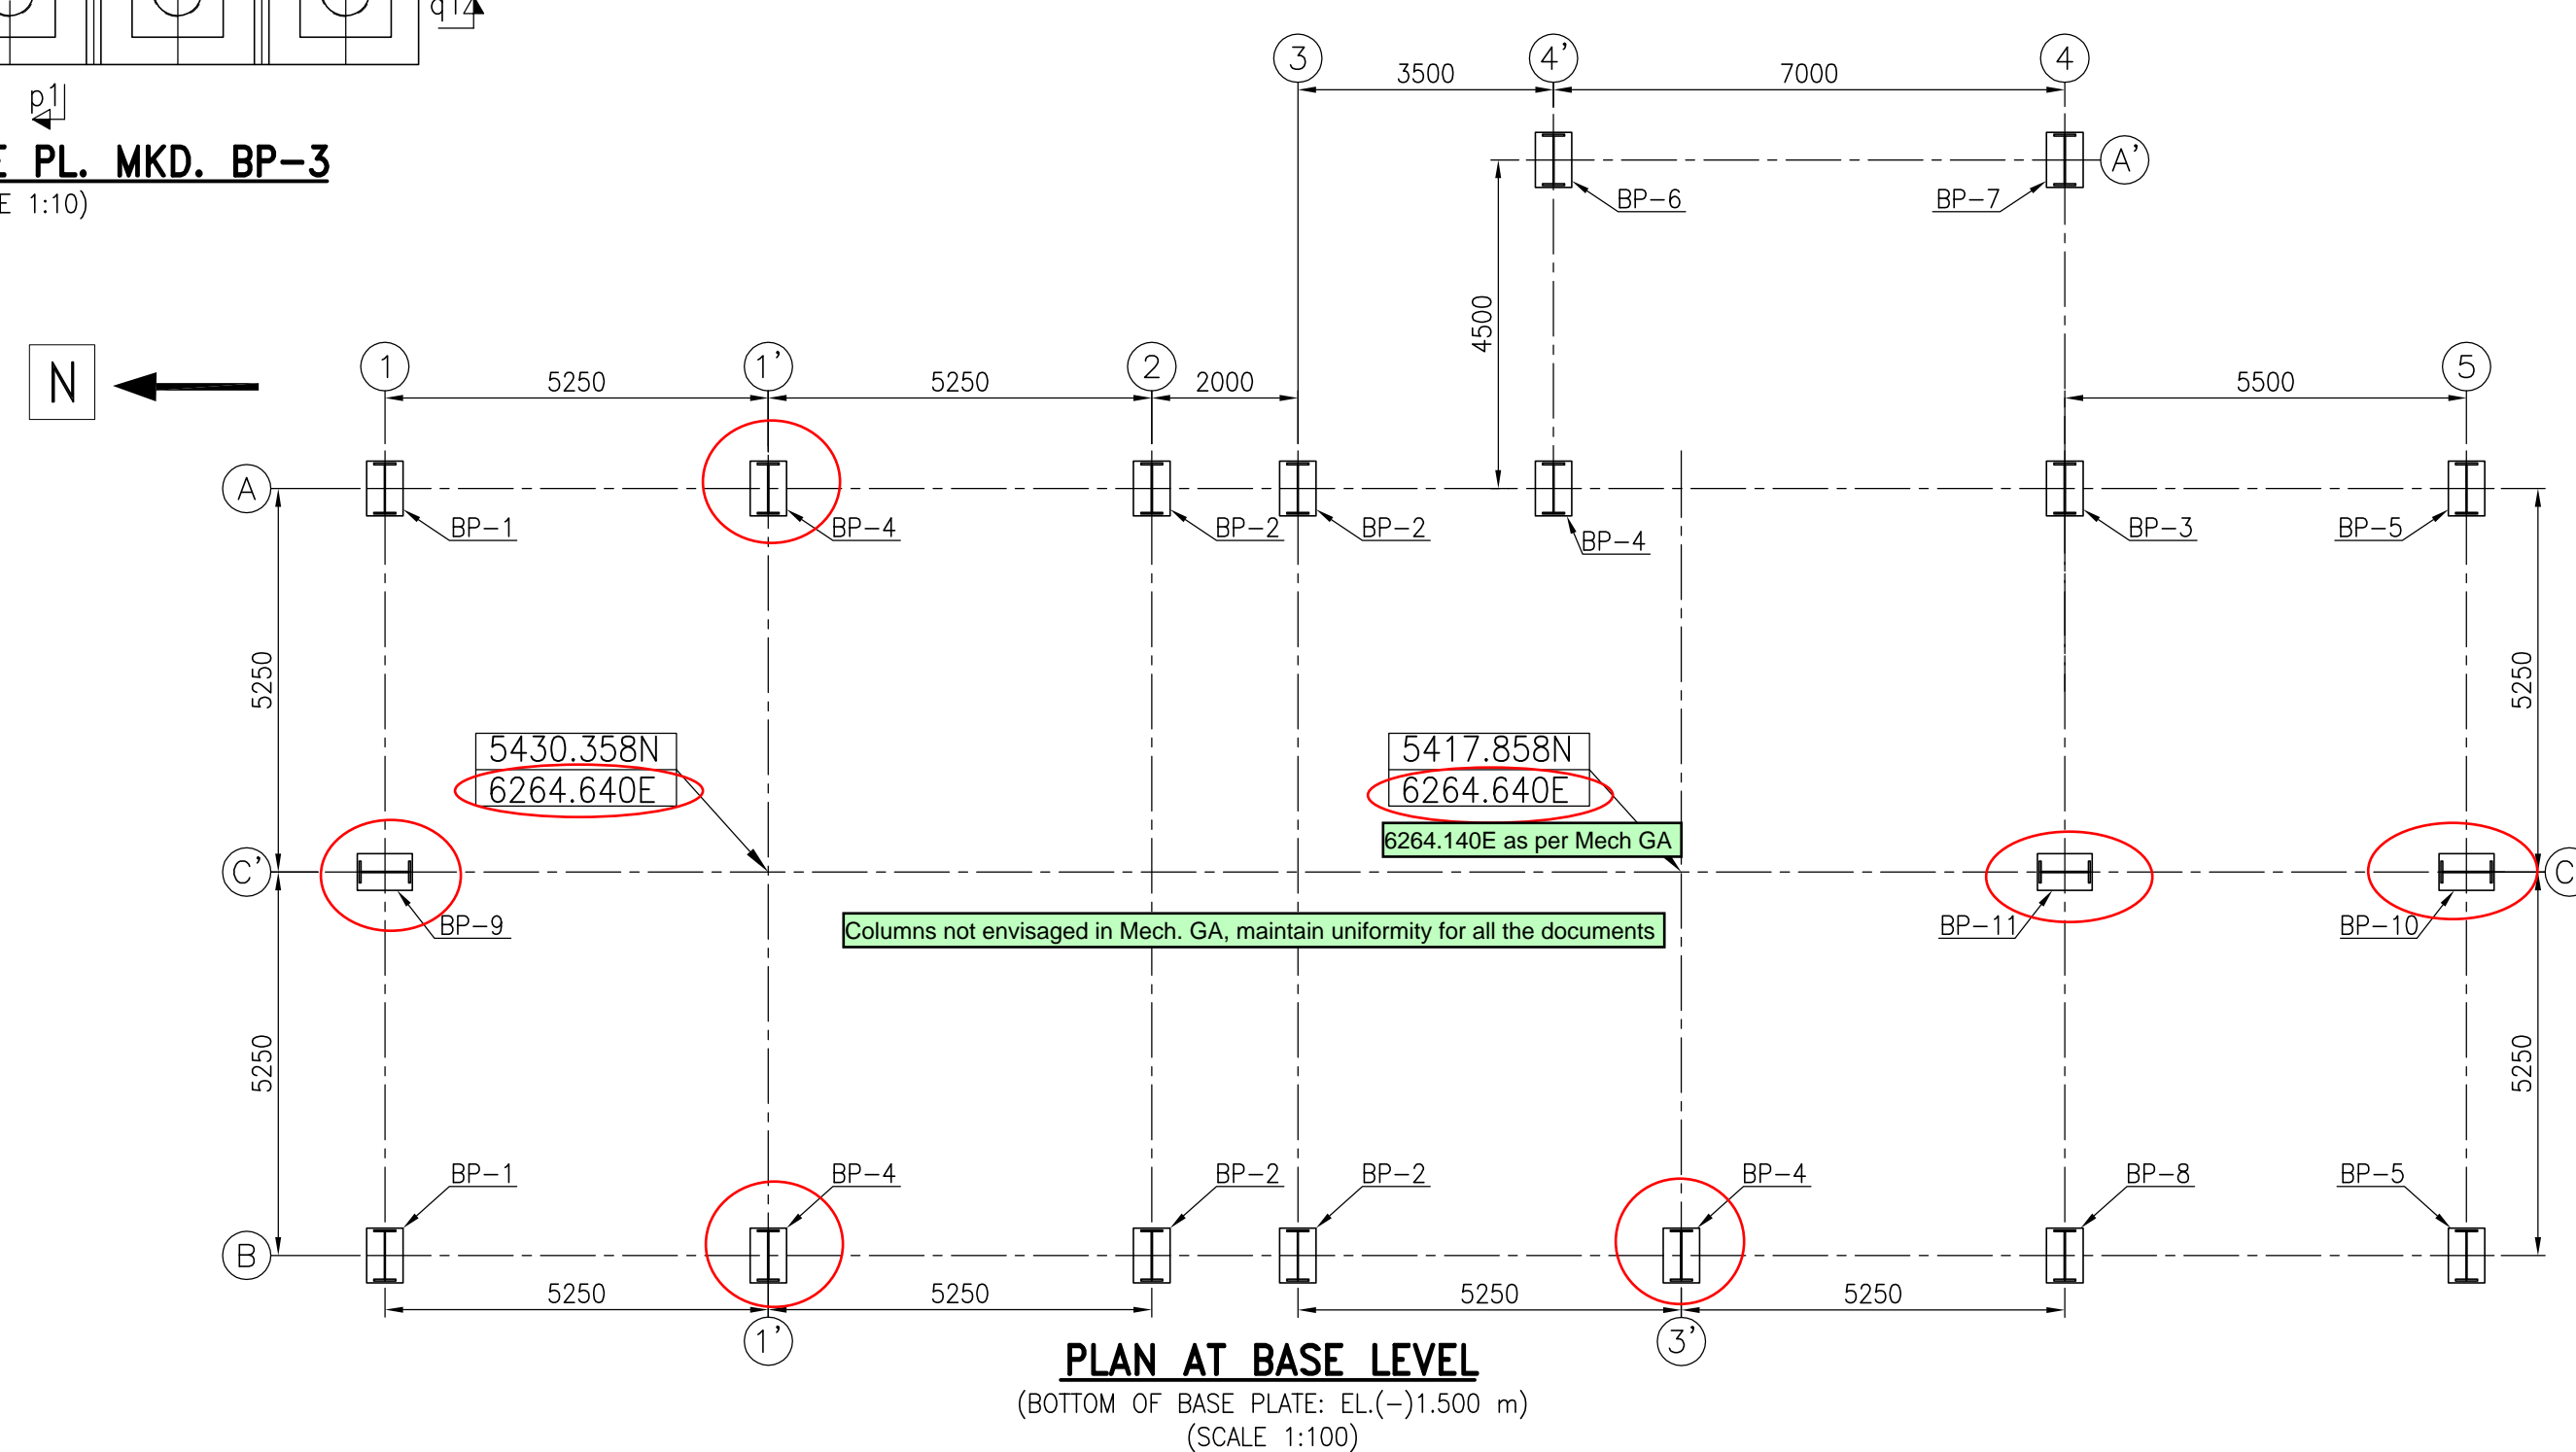 q1
p1
PL. MKD. BP-3
1:10)
3
4'
4
3500
7000
A'
BP-6
BP-7
4500
N
1
1'
2
5
5250
5250
2000
5500
A
BP-1
BP-4
BP-2
BP-2
BP-4
BP-3
BP-5
5250
5250
5430.358N
6264.640E
5417.858N
6264.640E
6264.140E as per Mech GA
C'
C
BP-9
BP-11
BP-10
Columns not envisaged in Mech. GA, maintain uniformity for all the documents
5250
5250
BP-1
BP-4
BP-2
BP-2
BP-4
BP-8
BP-5
B
5250
5250
5250
5250
1'
3'
PLAN AT BASE LEVEL
(BOTTOM OF BASE PLATE: EL.(-)1.500 m)
(SCALE 1:100)